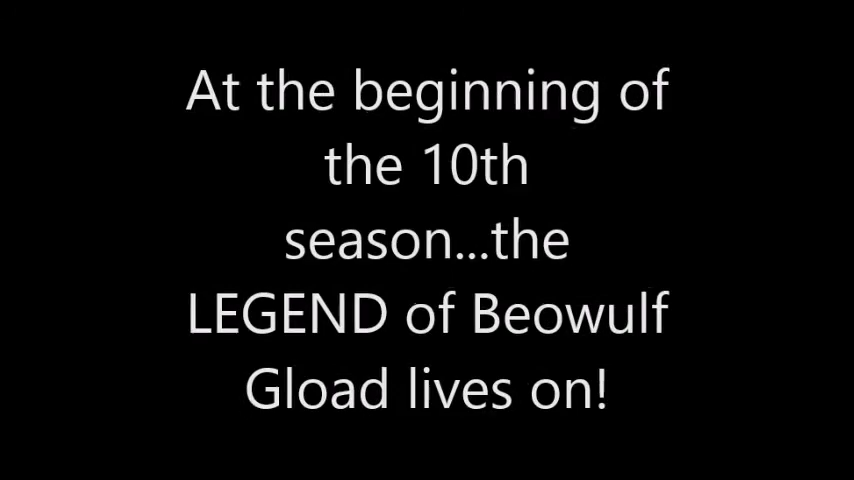 At the beginning of
the 10th
season...the
LEGEND of Beowulf
Gload lives on!